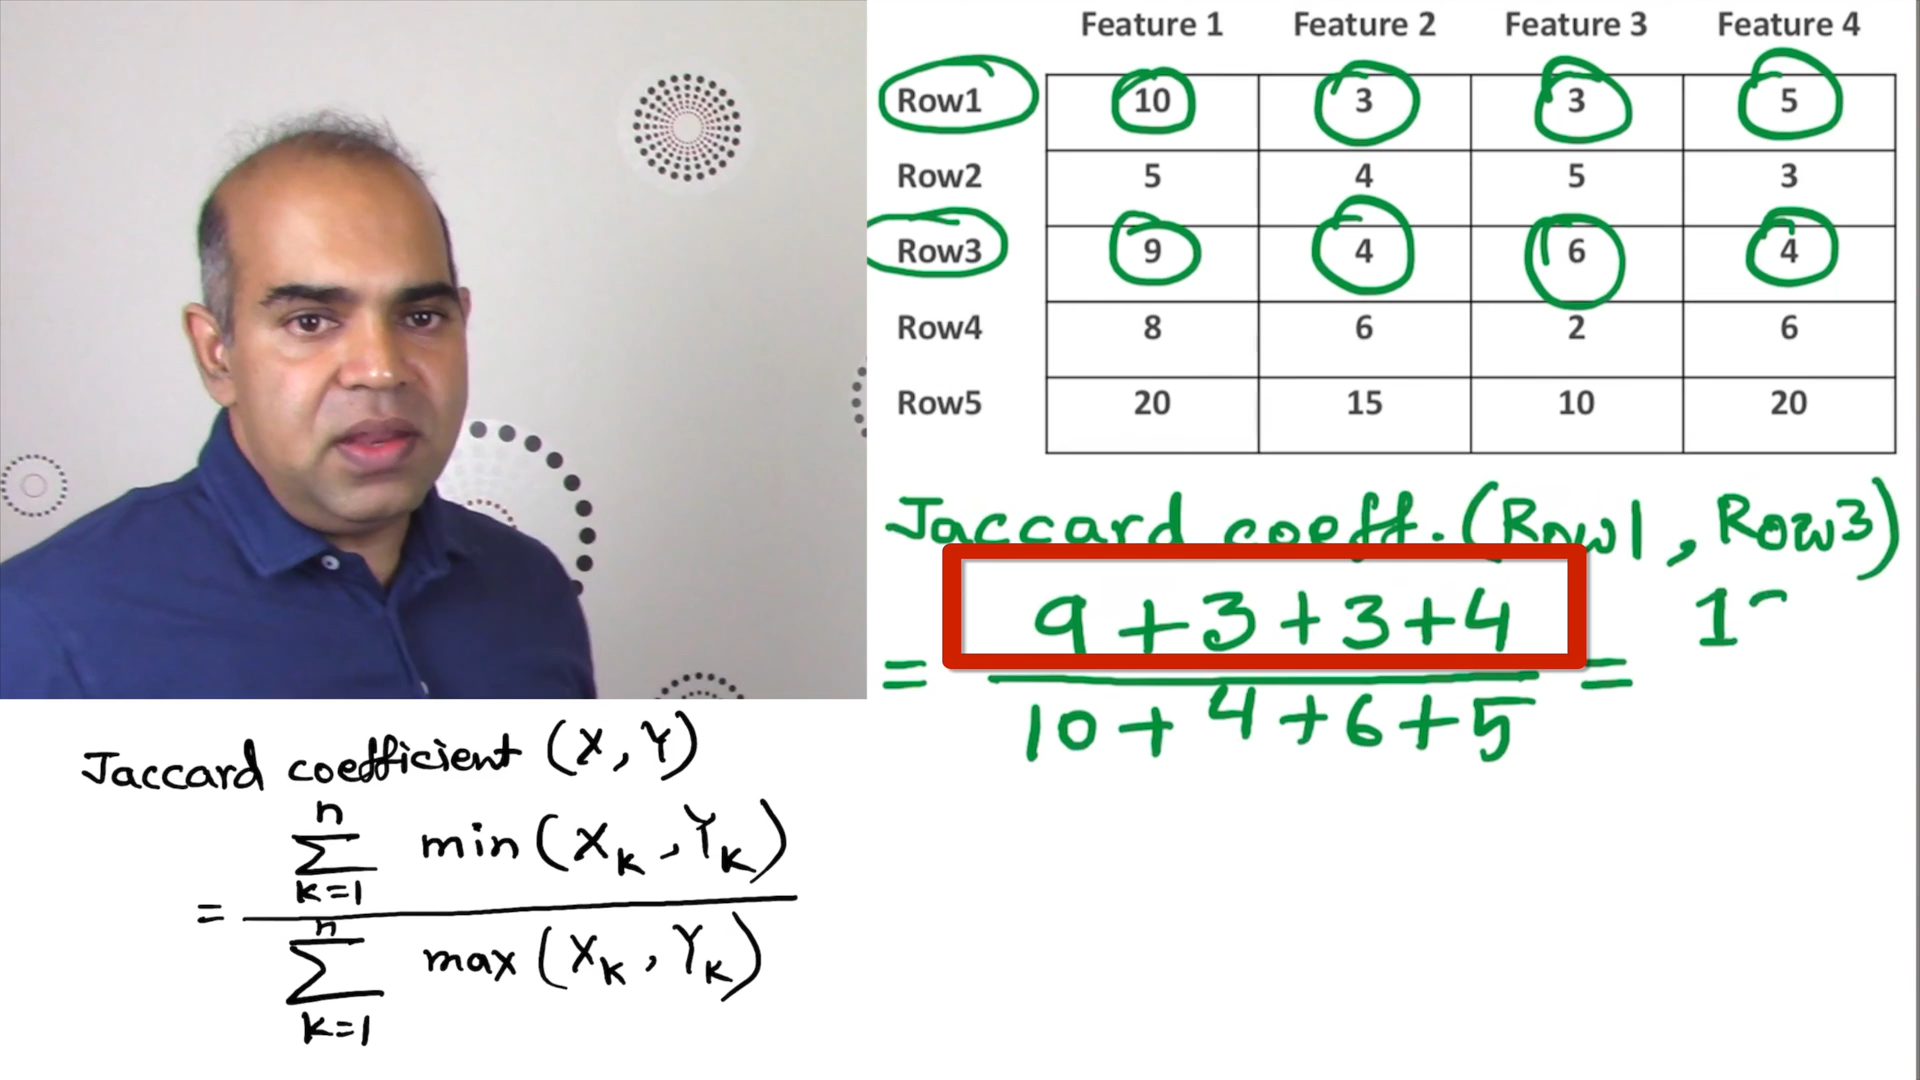 Feature 1 Feature 2 Feature 3 Feature 4
Row1 10 3 3 5
Row2 5 4 5 3
Row3 9 4 6 4
Row4 8 6 2 6
Row5 20 15 10 20
Jaccard coeff. (Row1, Row3)
= 9+3+3+4 / 10+4+6+5 = 1
Jaccard coefficient (X, Y)
n
Σ min (Xk, Yk)
k=1
=
n
Σ max (Xk, Yk)
k=1